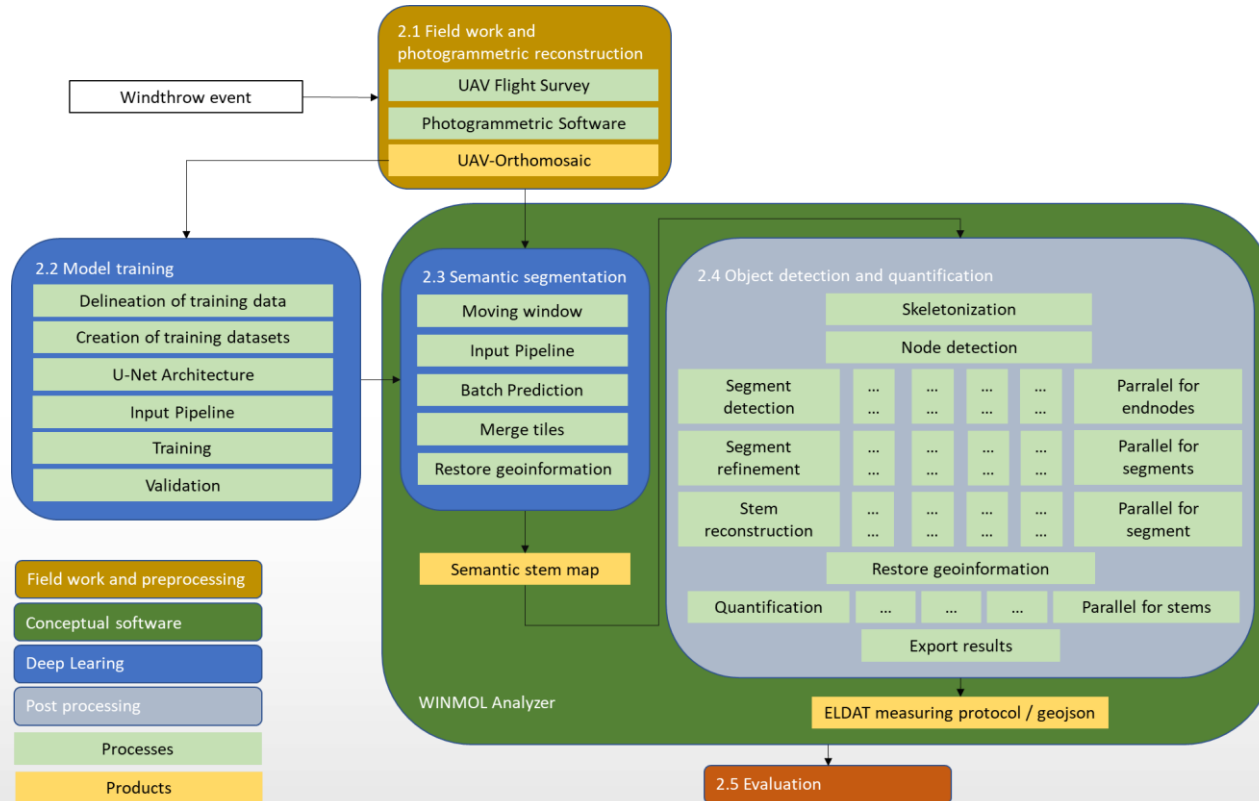 2.1 Field work and
photogrammetric reconstruction
UAV Flight Survey
Photogrammetric Software
UAV-Orthomosaic
Windthrow event
2.2 Model training
Delineation of training data
Creation of training datasets
U-Net Architecture
Input Pipeline
Training
Validation
2.3 Semantic segmentation
Moving window
Input Pipeline
Batch Prediction
Merge tiles
Restore geoinformation
Semantic stem map
2.4 Object detection and quantification
Skeletonization
Node detection
Segment
detection
... ... ... ...
... ... ... ...
Parralel for
endnodes
Segment
refinement
... ... ... ...
... ... ... ...
Parallel for
segments
Stem
reconstruction
... ... ... ...
... ... ... ...
Parallel for
segment
Restore geoinformation
Quantification
... ... ...
Parallel for stems
Export results
WINMOL Analyzer
ELDAT measuring protocol / geojson
2.5 Evaluation
Field work and preprocessing
Conceptual software
Deep Learing
Post processing
Processes
Products